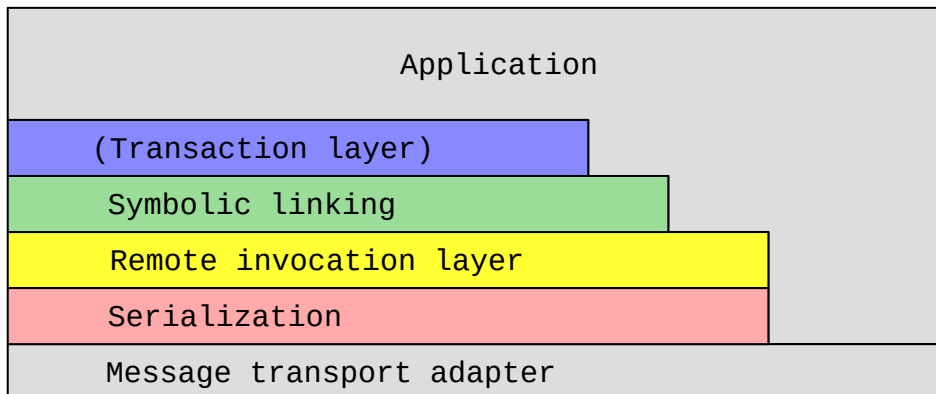 Application
(Transaction layer)
Symbolic linking
Remote invocation layer
Serialization
Message transport adapter